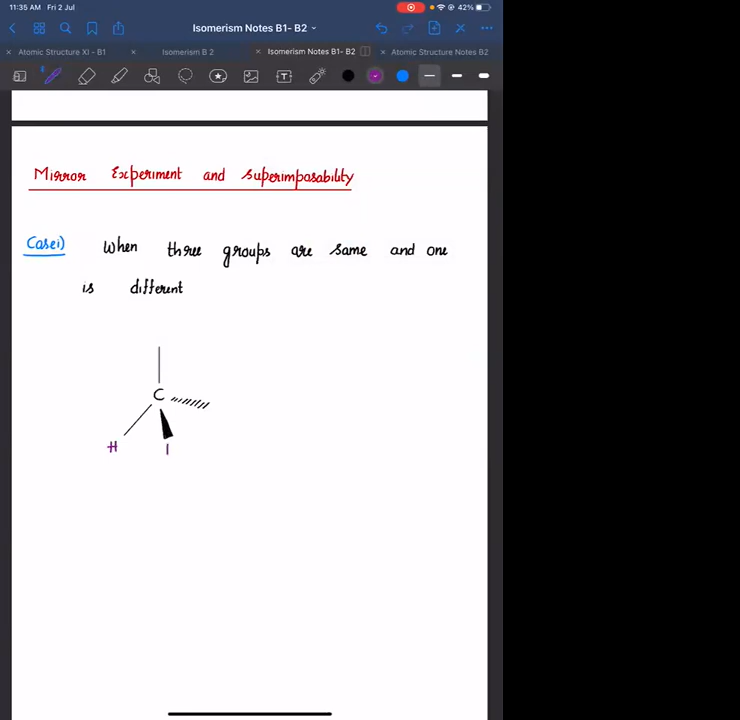 11:35 AM Fri 2 Jul
42%
Isomerism Notes B1- B2
Atomic Structure XI - B1
Isomerism B 2
Isomerism Notes B1- B2
Atomic Structure Notes B2
Mirror Experiment and Superimposability
Case i) When three groups are same and one
is different
C
H